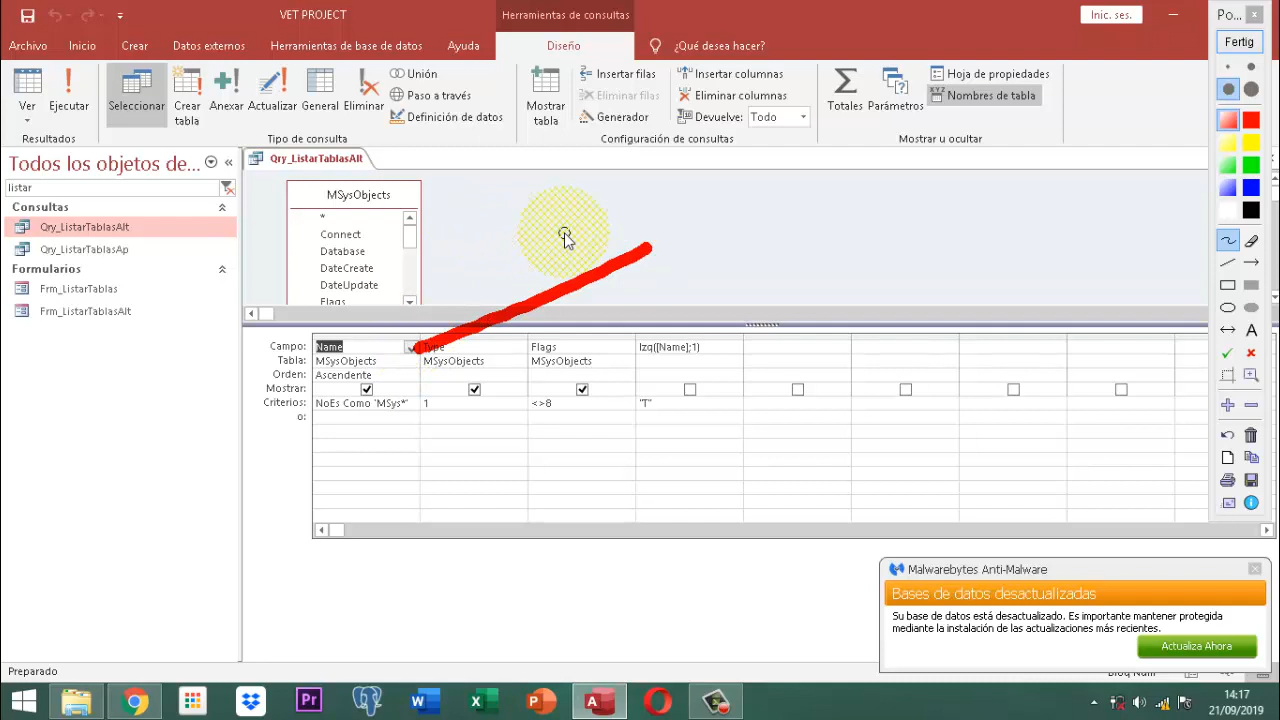 VET PROJECT
Herramientas de consultas
Inic. ses.
Po...
Archivo
Inicio
Crear
Datos externos
Herramientas de base de datos
Ayuda
Diseño
¿Qué desea hacer?
Fertig
Ver
Ejecutar
Seleccionar
Crear tabla
Anexar
Actualizar
General
Eliminar
Unión
Paso a través
Definición de datos
Mostrar tabla
Insertar filas
Eliminar filas
Generador
Insertar columnas
Eliminar columnas
Devuelve: Todo
Totales
Parámetros
Hoja de propiedades
Nombres de tabla
Resultados
Tipo de consulta
Configuración de consultas
Mostrar u ocultar
Todos los objetos de...
listar
Consultas
Qry_ListarTablasAlt
Qry_ListarTablasAp
Formularios
Frm_ListarTablas
Frm_ListarTablasAlt
Qry_ListarTablasAlt
MSysObjects
*
Connect
Database
DateCreate
DateUpdate
Flags
Campo: Name Type Flags Izq([Name];1)
Tabla: MSysObjects MSysObjects MSysObjects
Orden: Ascendente
Mostrar:
Criterios: NoEs Como 'MSys*' 1 <>8 "T"
o:
Malwarebytes Anti-Malware
Bases de datos desactualizadas
Su base de datos está desactualizado. Es importante mantener protegida
mediante la instalación de las actualizaciones más recientes.
Actualiza Ahora
Preparado
Bloq Num
14:17
21/09/2019